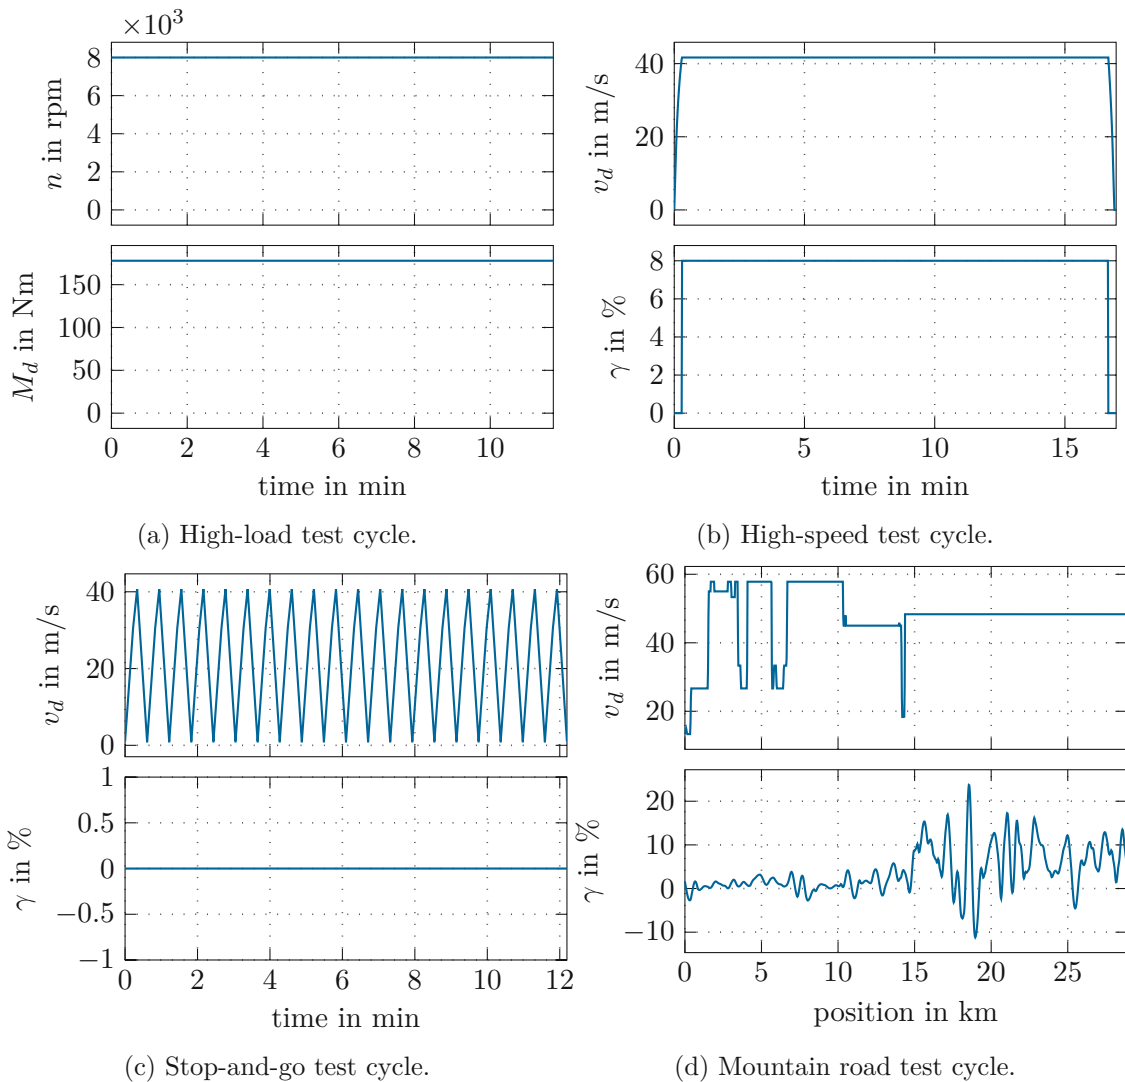 ×10³
8
6
4
2
0
n in rpm
150
100
50
0
M_d in Nm
0 2 4 6 8 10
time in min
(a) High-load test cycle.
40
20
0
v_d in m/s
8
6
4
2
0
γ in %
0 5 10 15
time in min
(b) High-speed test cycle.
40
20
0
v_d in m/s
1
0.5
0
−0.5
−1
γ in %
0 2 4 6 8 10 12
time in min
(c) Stop-and-go test cycle.
60
40
20
v_d in m/s
20
10
0
−10
γ in %
0 5 10 15 20 25
position in km
(d) Mountain road test cycle.